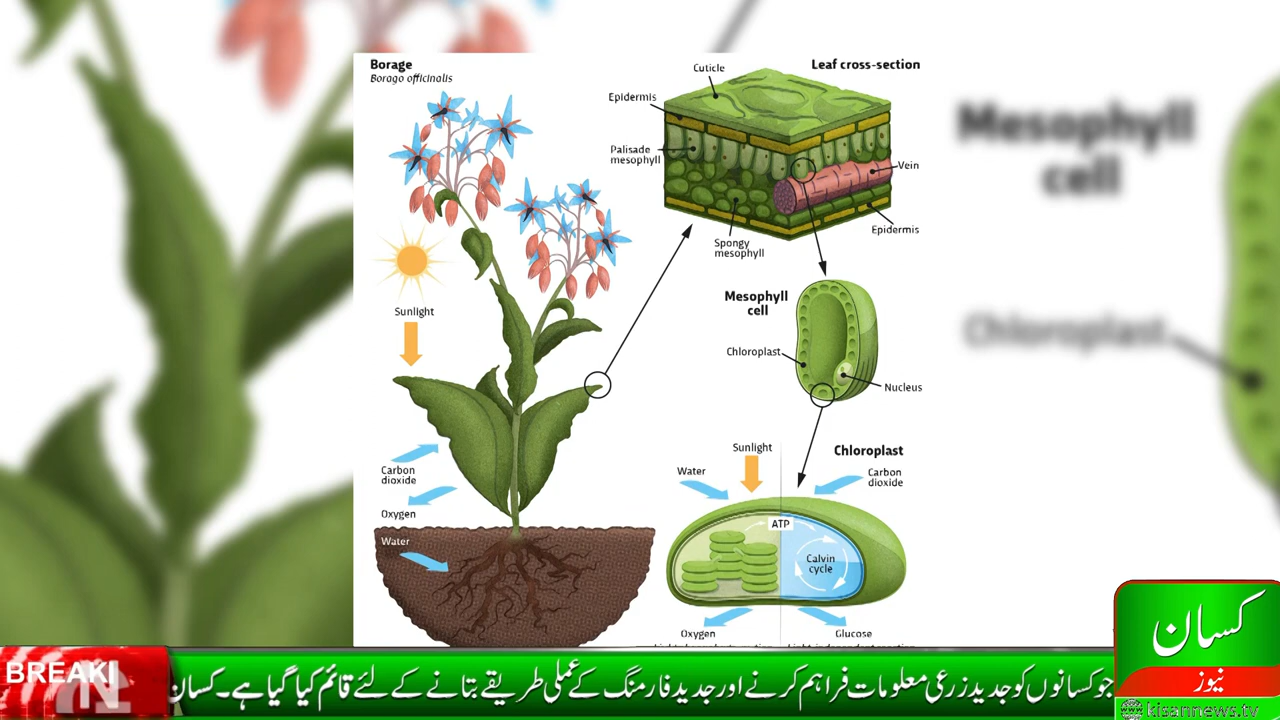 Borage
Borago officinalis
Sunlight
Carbon
dioxide
Oxygen
Water
Leaf cross-section
Cuticle
Epidermis
Palisade
mesophyll
Vein
Epidermis
Spongy
mesophyll
Mesophyll
cell
Chloroplast
Nucleus
Chloroplast
Sunlight
Water
Carbon
dioxide
ATP
Calvin
cycle
Oxygen
Glucose
Mesophyll
cell
Chloroplast
کسان
نیوز
kisannews.tv
BREAKI
جو کسانوں کو جدید زرعی معلومات فراہم کرنے اور جدید فارمنگ کے عملی طریقے بتانے کے لئے قائم کیا گیا ہے۔ کسان